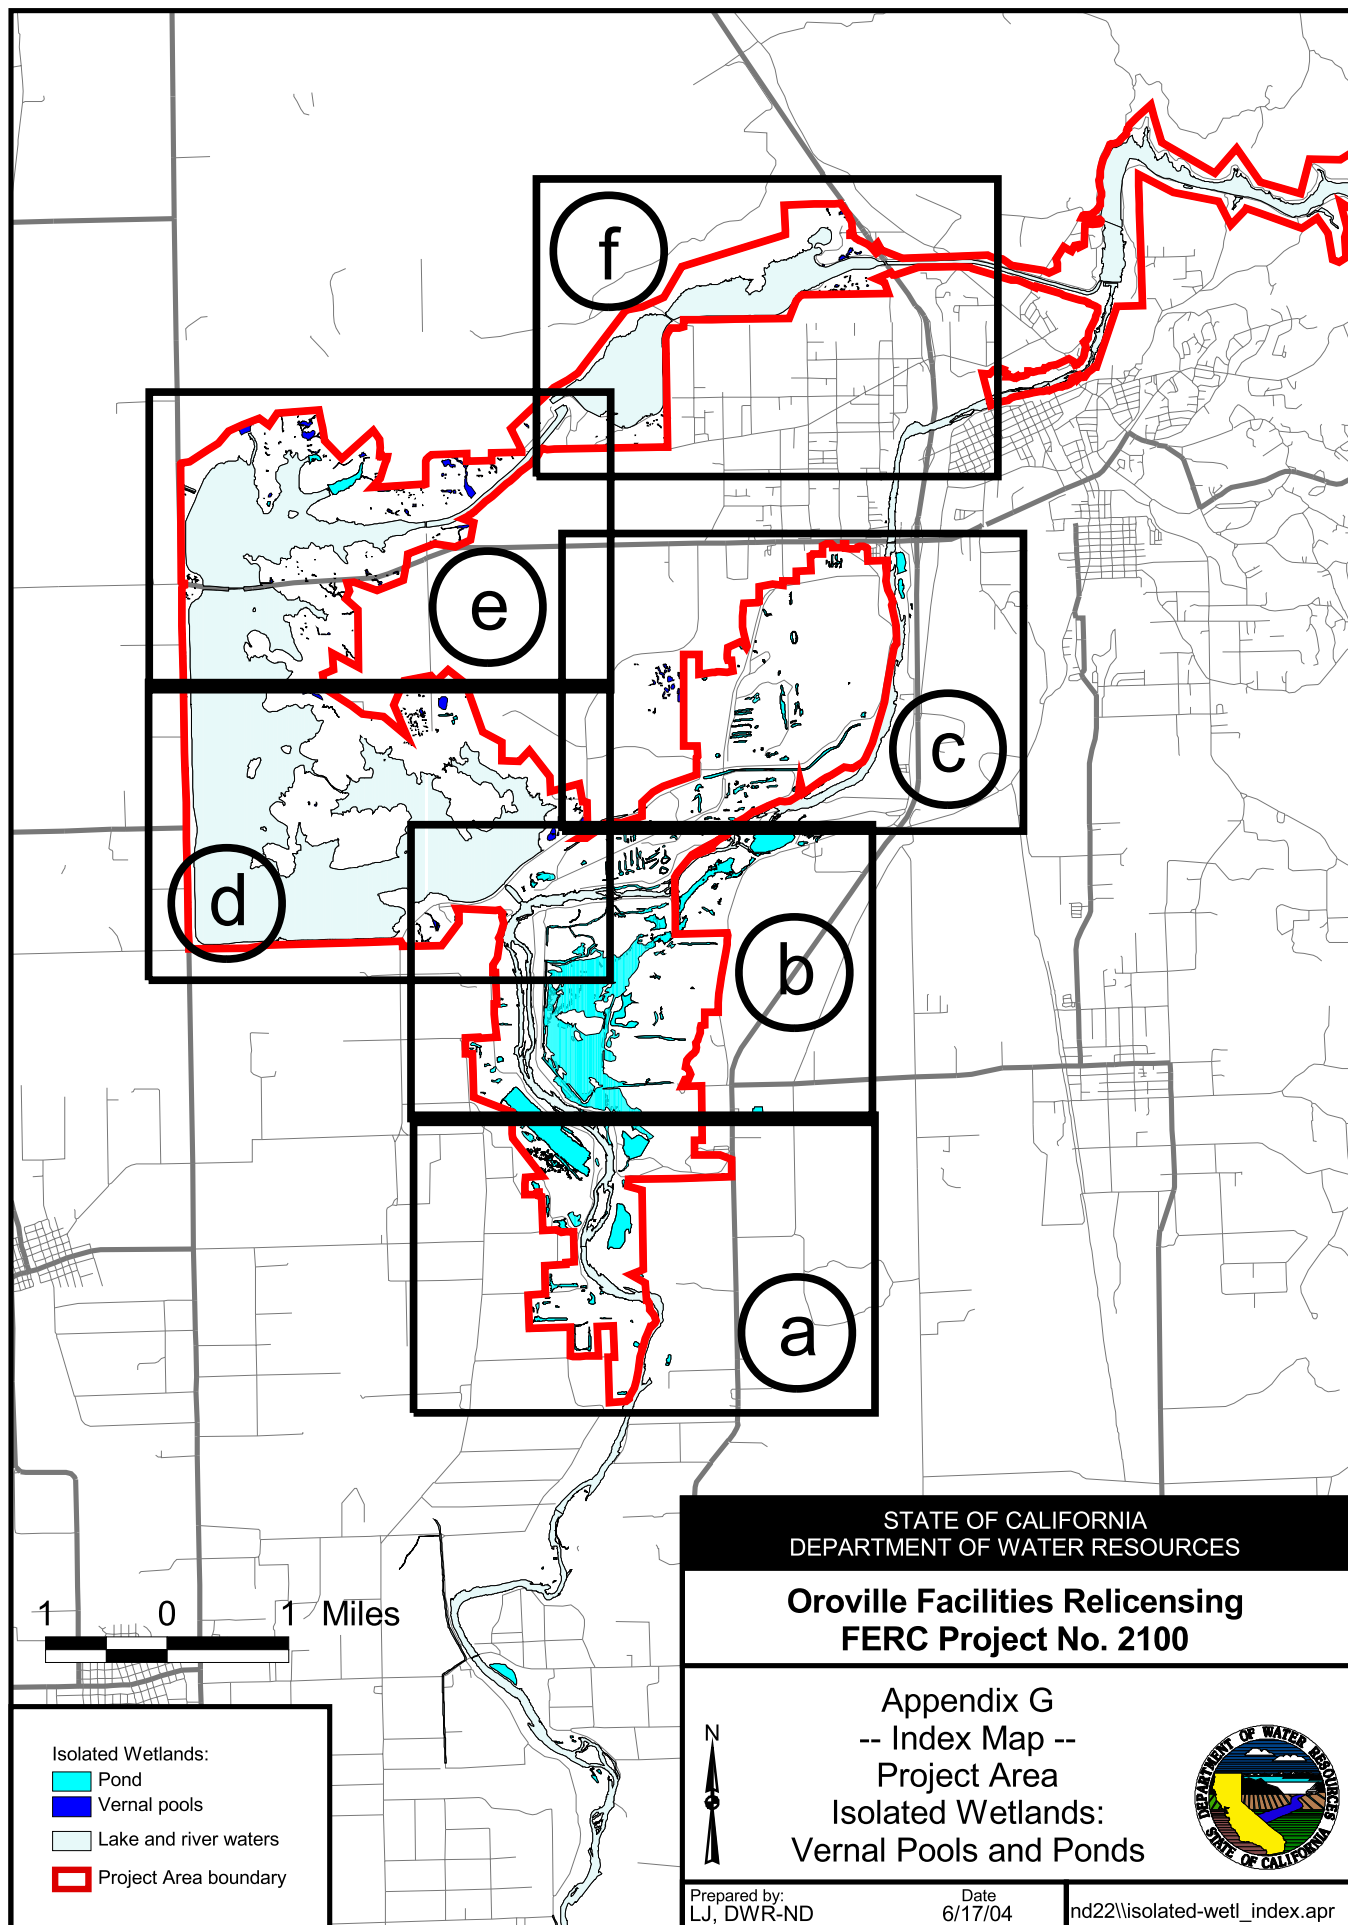 f
e
c
d
b
a
1 0 1 Miles
Isolated Wetlands:
Pond
Vernal pools
Lake and river waters
Project Area boundary
STATE OF CALIFORNIA
DEPARTMENT OF WATER RESOURCES
Oroville Facilities Relicensing
FERC Project No. 2100
N
Appendix G
-- Index Map --
Project Area
Isolated Wetlands:
Vernal Pools and Ponds
DEPARTMENT OF WATER RESOURCES
STATE OF CALIFORNIA
Prepared by:
LJ, DWR-ND
Date
6/17/04
nd22\\isolated-wetl_index.apr